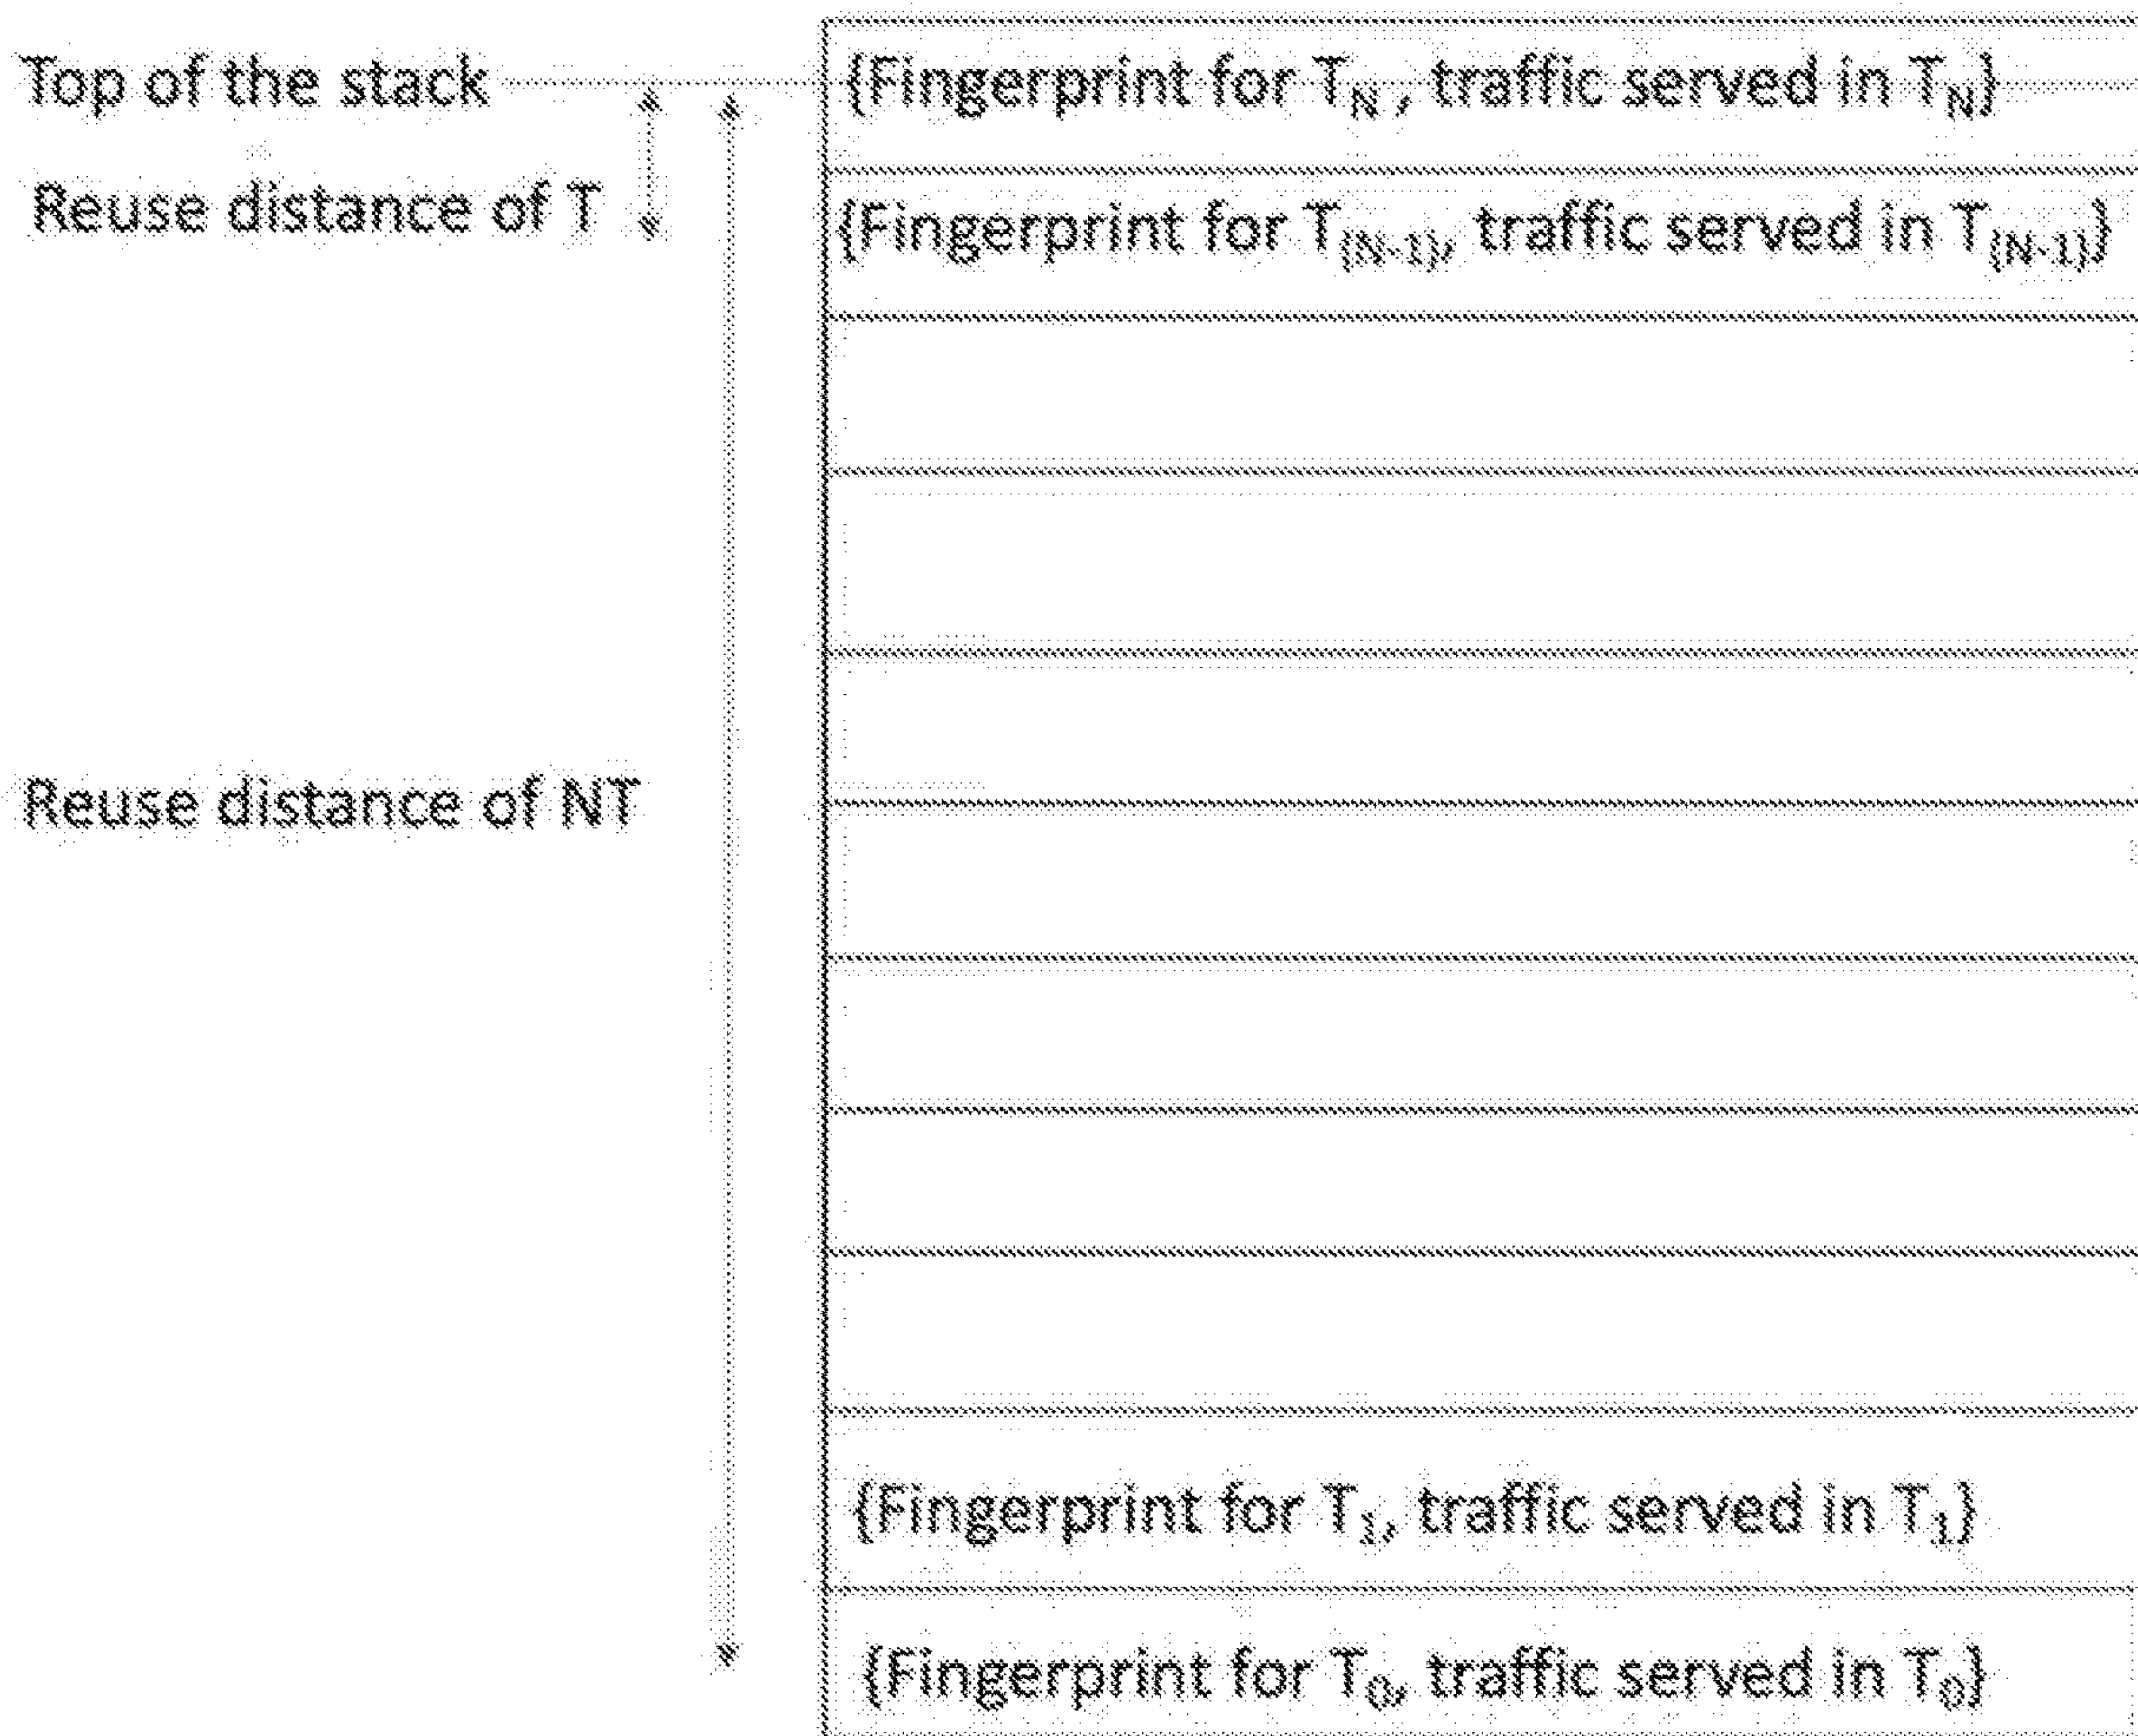 Top of the stack
{Fingerprint for T_N, traffic served in T_N}
Reuse distance of T
{Fingerprint for T_{(N-1)}, traffic served in T_{(N-1)}}
Reuse distance of NT
{Fingerprint for T_1, traffic served in T_1}
{Fingerprint for T_0, traffic served in T_0}